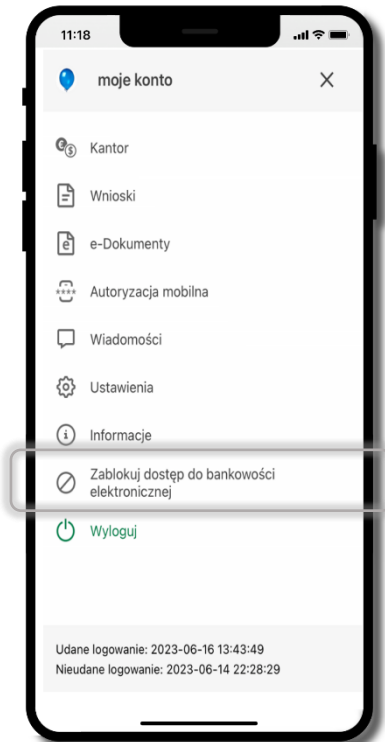 11:18
moje konto
Kantor
Wnioski
e-Dokumenty
Autoryzacja mobilna
Wiadomości
Ustawienia
Informacje
Zablokuj dostęp do bankowości
elektronicznej
Wyloguj
Udane logowanie: 2023-06-16 13:43:49
Nieudane logowanie: 2023-06-14 22:28:29